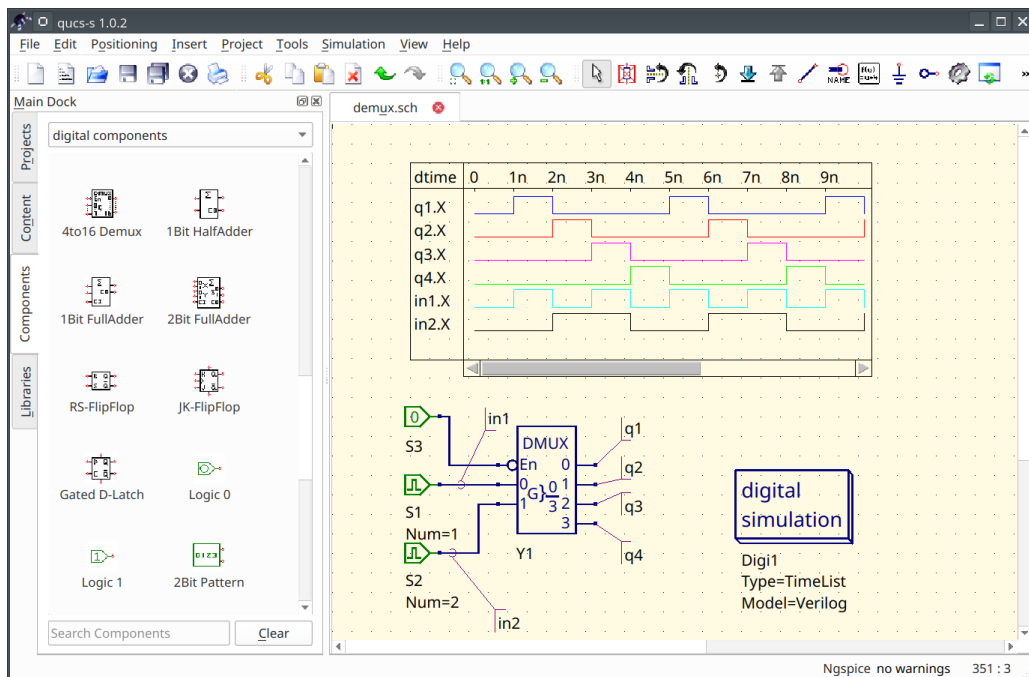 qucs-s 1.0.2
File Edit Positioning Insert Project Tools Simulation View Help
NAME
Main Dock
demux.sch
Projects
Content
Components
Libraries
digital components
4to16 Demux
1Bit HalfAdder
1Bit FullAdder
2Bit FullAdder
RS-FlipFlop
JK-FlipFlop
Gated D-Latch
Logic 0
Logic 1
2Bit Pattern
Search Components
Clear
dtime 0 1n 2n 3n 4n 5n 6n 7n 8n 9n
q1.X
q2.X
q3.X
q4.X
in1.X
in2.X
0
S3
in1
S1
Num=1
S2
Num=2
in2
DMUX
En 0
0 G} 0 1
1 3 2
3
Y1
q1
q2
q3
q4
digital
simulation
Digi1
Type=TimeList
Model=Verilog
Ngspice no warnings 351 : 3